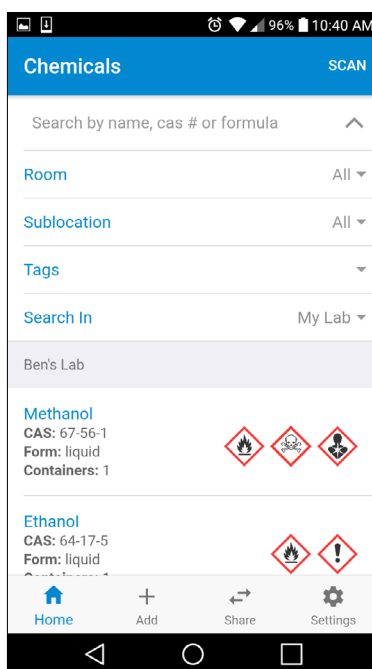 96% 10:40 AM
Chemicals SCAN
Search by name, cas # or formula
Room All
Sublocation All
Tags
Search In My Lab
Ben's Lab
Methanol
CAS: 67-56-1
Form: liquid
Containers: 1
Ethanol
CAS: 64-17-5
Form: liquid
Containers: 1
Home Add Share Settings